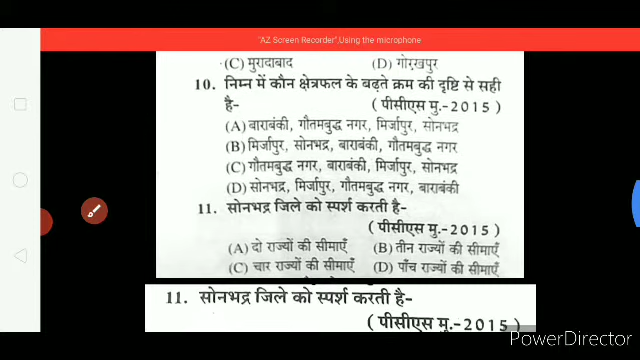 "AZ Screen Recorder",Using the microphone
(C) मुरादाबाद (D) गोरखपुर
10. निम्न में कौन क्षेत्रफल के बढ़ते क्रम की दृष्टि से सही
है- (पीसीएस मु.-2015)
(A) बाराबंकी, गौतमबुद्ध नगर, मिर्जापुर, सोनभद्र
(B) मिर्जापुर, सोनभद्र, बाराबंकी, गौतमबुद्ध नगर
(C) गौतमबुद्ध नगर, बाराबंकी, मिर्जापुर, सोनभद्र
(D) सोनभद्र, मिर्जापुर, गौतमबुद्ध नगर, बाराबंकी
11. सोनभद्र जिले को स्पर्श करती है-
(पीसीएस मु.-2015)
(A) दो राज्यों की सीमाएँ (B) तीन राज्यों की सीमाएँ
(C) चार राज्यों की सीमाएँ (D) पाँच राज्यों की सीमाएँ
11. सोनभद्र जिले को स्पर्श करती है-
(पीसीएस मु.-2015)
PowerDirector